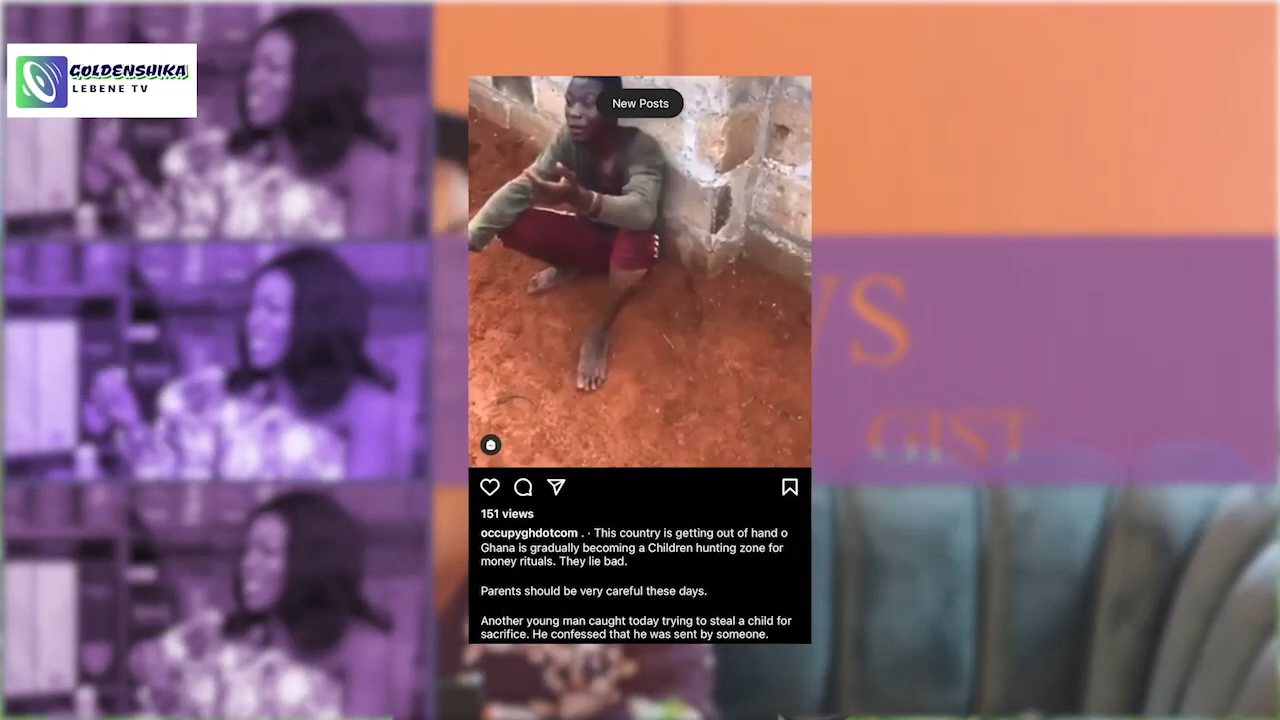 GOLDENSHIKA
LEBENE TV
New Posts
VS
GIST
151 views
occupyghdotcom . · This country is getting out of hand o
Ghana is gradually becoming a Children hunting zone for
money rituals. They lie bad.
Parents should be very careful these days.
Another young man caught today trying to steal a child for
sacrifice. He confessed that he was sent by someone.